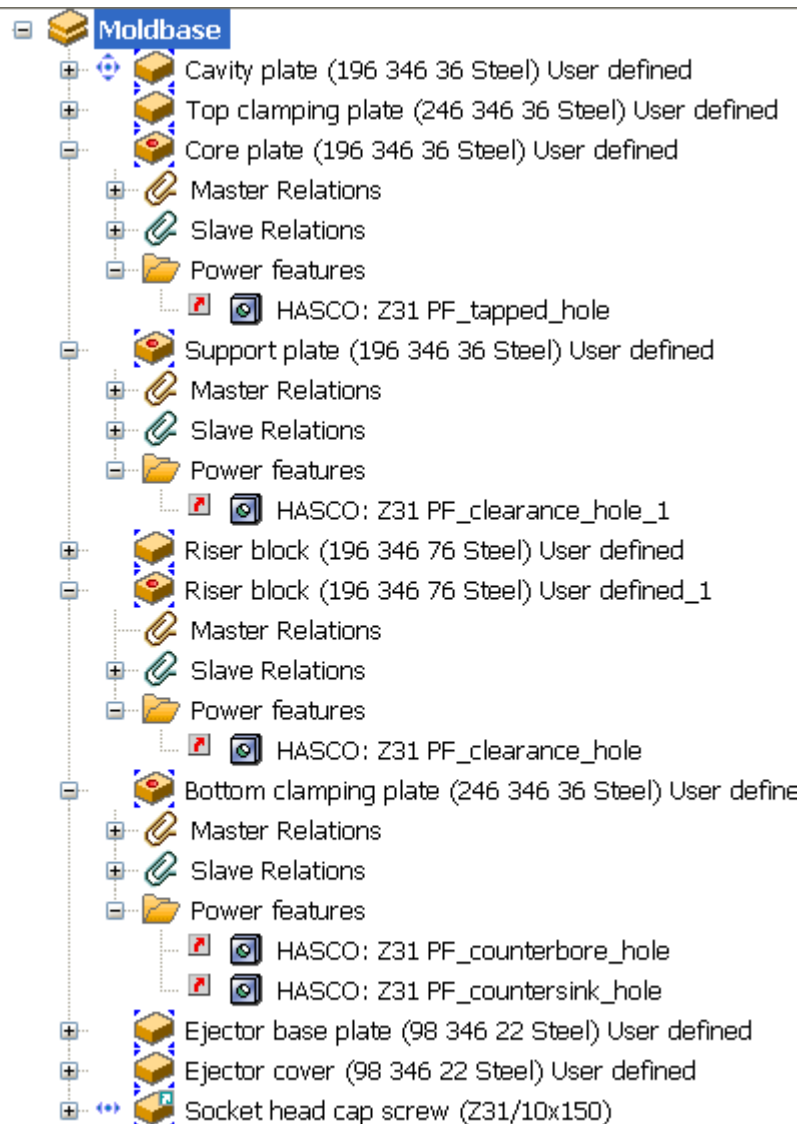 Moldbase
Cavity plate (196 346 36 Steel) User defined
Top clamping plate (246 346 36 Steel) User defined
Core plate (196 346 36 Steel) User defined
Master Relations
Slave Relations
Power features
HASCO: Z31 PF_tapped_hole
Support plate (196 346 36 Steel) User defined
Master Relations
Slave Relations
Power features
HASCO: Z31 PF_clearance_hole_1
Riser block (196 346 76 Steel) User defined
Riser block (196 346 76 Steel) User defined_1
Master Relations
Slave Relations
Power features
HASCO: Z31 PF_clearance_hole
Bottom clamping plate (246 346 36 Steel) User define
Master Relations
Slave Relations
Power features
HASCO: Z31 PF_counterbore_hole
HASCO: Z31 PF_countersink_hole
Ejector base plate (98 346 22 Steel) User defined
Ejector cover (98 346 22 Steel) User defined
Socket head cap screw (Z31/10x150)